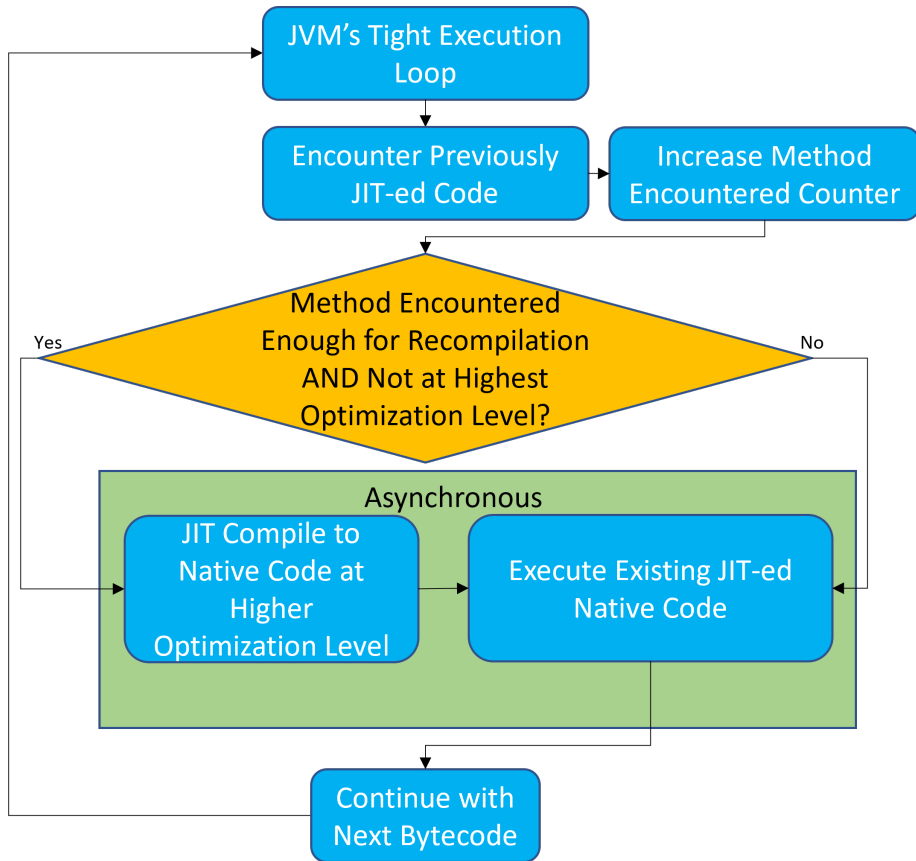 JVM’s Tight Execution
Loop
Encounter Previously
JIT-ed Code
Increase Method
Encountered Counter
Method Encountered
Enough for Recompilation
AND Not at Highest
Optimization Level?
Yes
No
Asynchronous
JIT Compile to
Native Code at
Higher
Optimization Level
Execute Existing JIT-ed
Native Code
Continue with
Next Bytecode